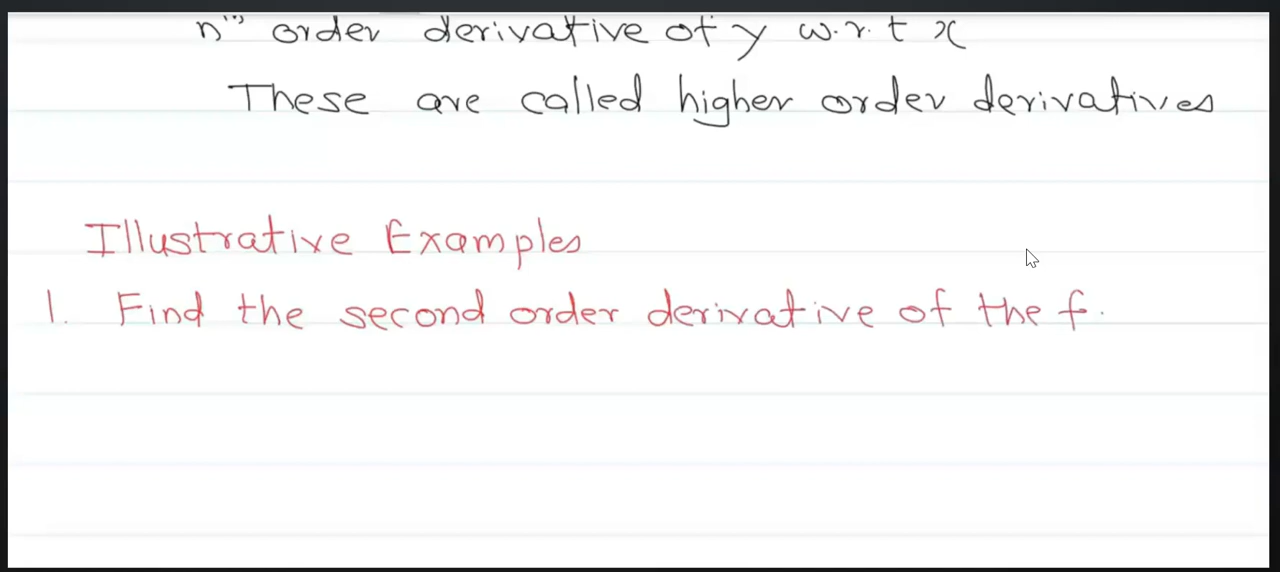 nth order derivative of y w.r.t x
These are called higher order derivatives
Illustrative Examples
1. Find the second order derivative of the f.